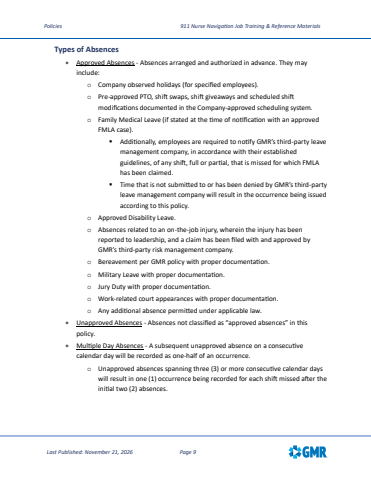 Policies 911 Nurse Navigation Job Training & Reference Materials
Types of Absences
• Approved Absences - Absences arranged and authorized in advance. They may
include:
o Company observed holidays (for specified employees).
o Pre-approved PTO, shift swaps, shift giveaways and scheduled shift
modifications documented in the Company-approved scheduling system.
o Family Medical Leave (if stated at the time of notification with an approved
FMLA case).
▪ Additionally, employees are required to notify GMR's third-party leave
management company, in accordance with their established
guidelines, of any shift, full or partial, that is missed for which FMLA
has been claimed.
▪ Time that is not submitted to or has been denied by GMR's third-party
leave management company will result in the occurrence being issued
according to this policy.
o Approved Disability Leave.
o Absences related to an on-the-job injury, wherein the injury has been
reported to leadership, and a claim has been filed with and approved by
GMR's third-party risk management company.
o Bereavement per GMR policy with proper documentation.
o Military Leave with proper documentation.
o Jury Duty with proper documentation.
o Work-related court appearances with proper documentation.
o Any additional absence permitted under applicable law.
• Unapproved Absences - Absences not classified as "approved absences" in this
policy.
• Multiple Day Absences - A subsequent unapproved absence on a consecutive
calendar day will be recorded as one-half of an occurrence.
o Unapproved absences spanning three (3) or more consecutive calendar days
will result in one (1) occurrence being recorded for each shift missed after the
initial two (2) absences.
Last Published: November 21, 2026 Page 9 GMR